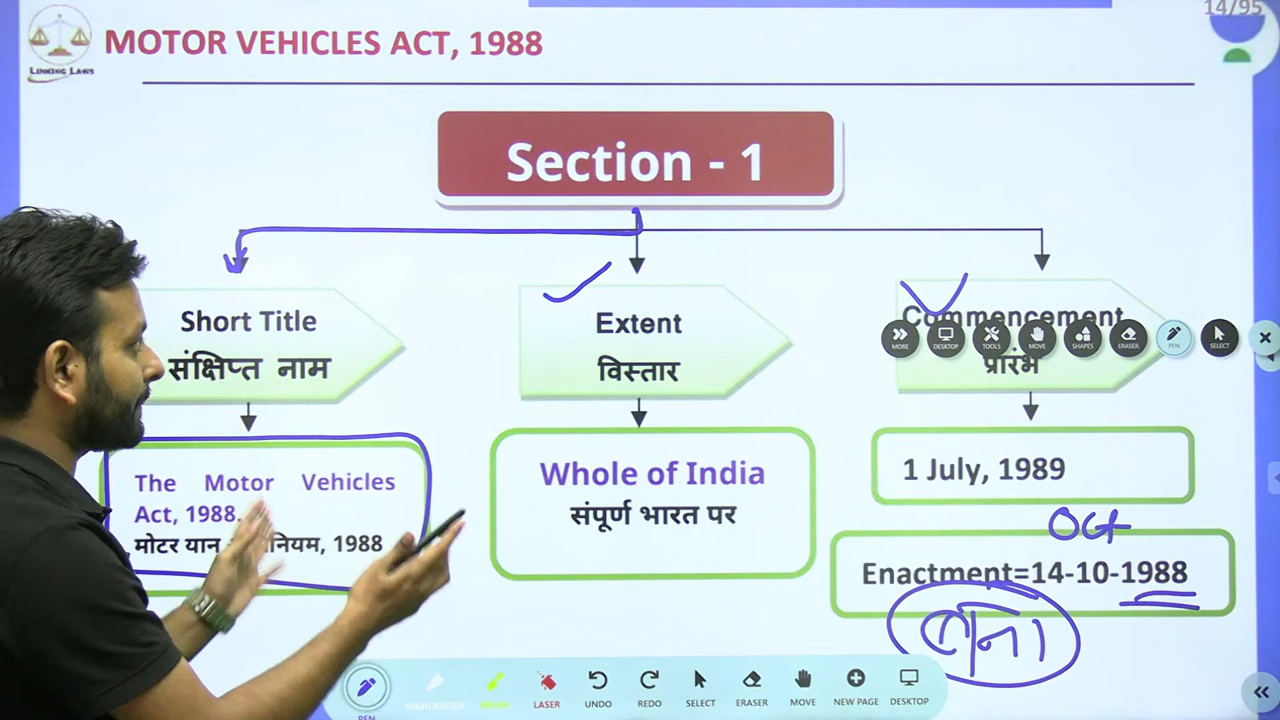 14/95
LINKING LAWS
MOTOR VEHICLES ACT, 1988
Section - 1
Short Title
संक्षिप्त नाम
Extent
विस्तार
Commencement
प्रारंभ
MORE
DESKTOP
TOOLS
MOVE
SHAPES
ERASER
PEN
SELECT
The Motor Vehicles
Act, 1988.
मोटर यान नियम, 1988
Whole of India
संपूर्ण भारत पर
1 July, 1989
Oct
Enactment=14-10-1988
PEN
HIGHLIGHTER
LASER
UNDO
REDO
SELECT
ERASER
MOVE
NEW PAGE
DESKTOP